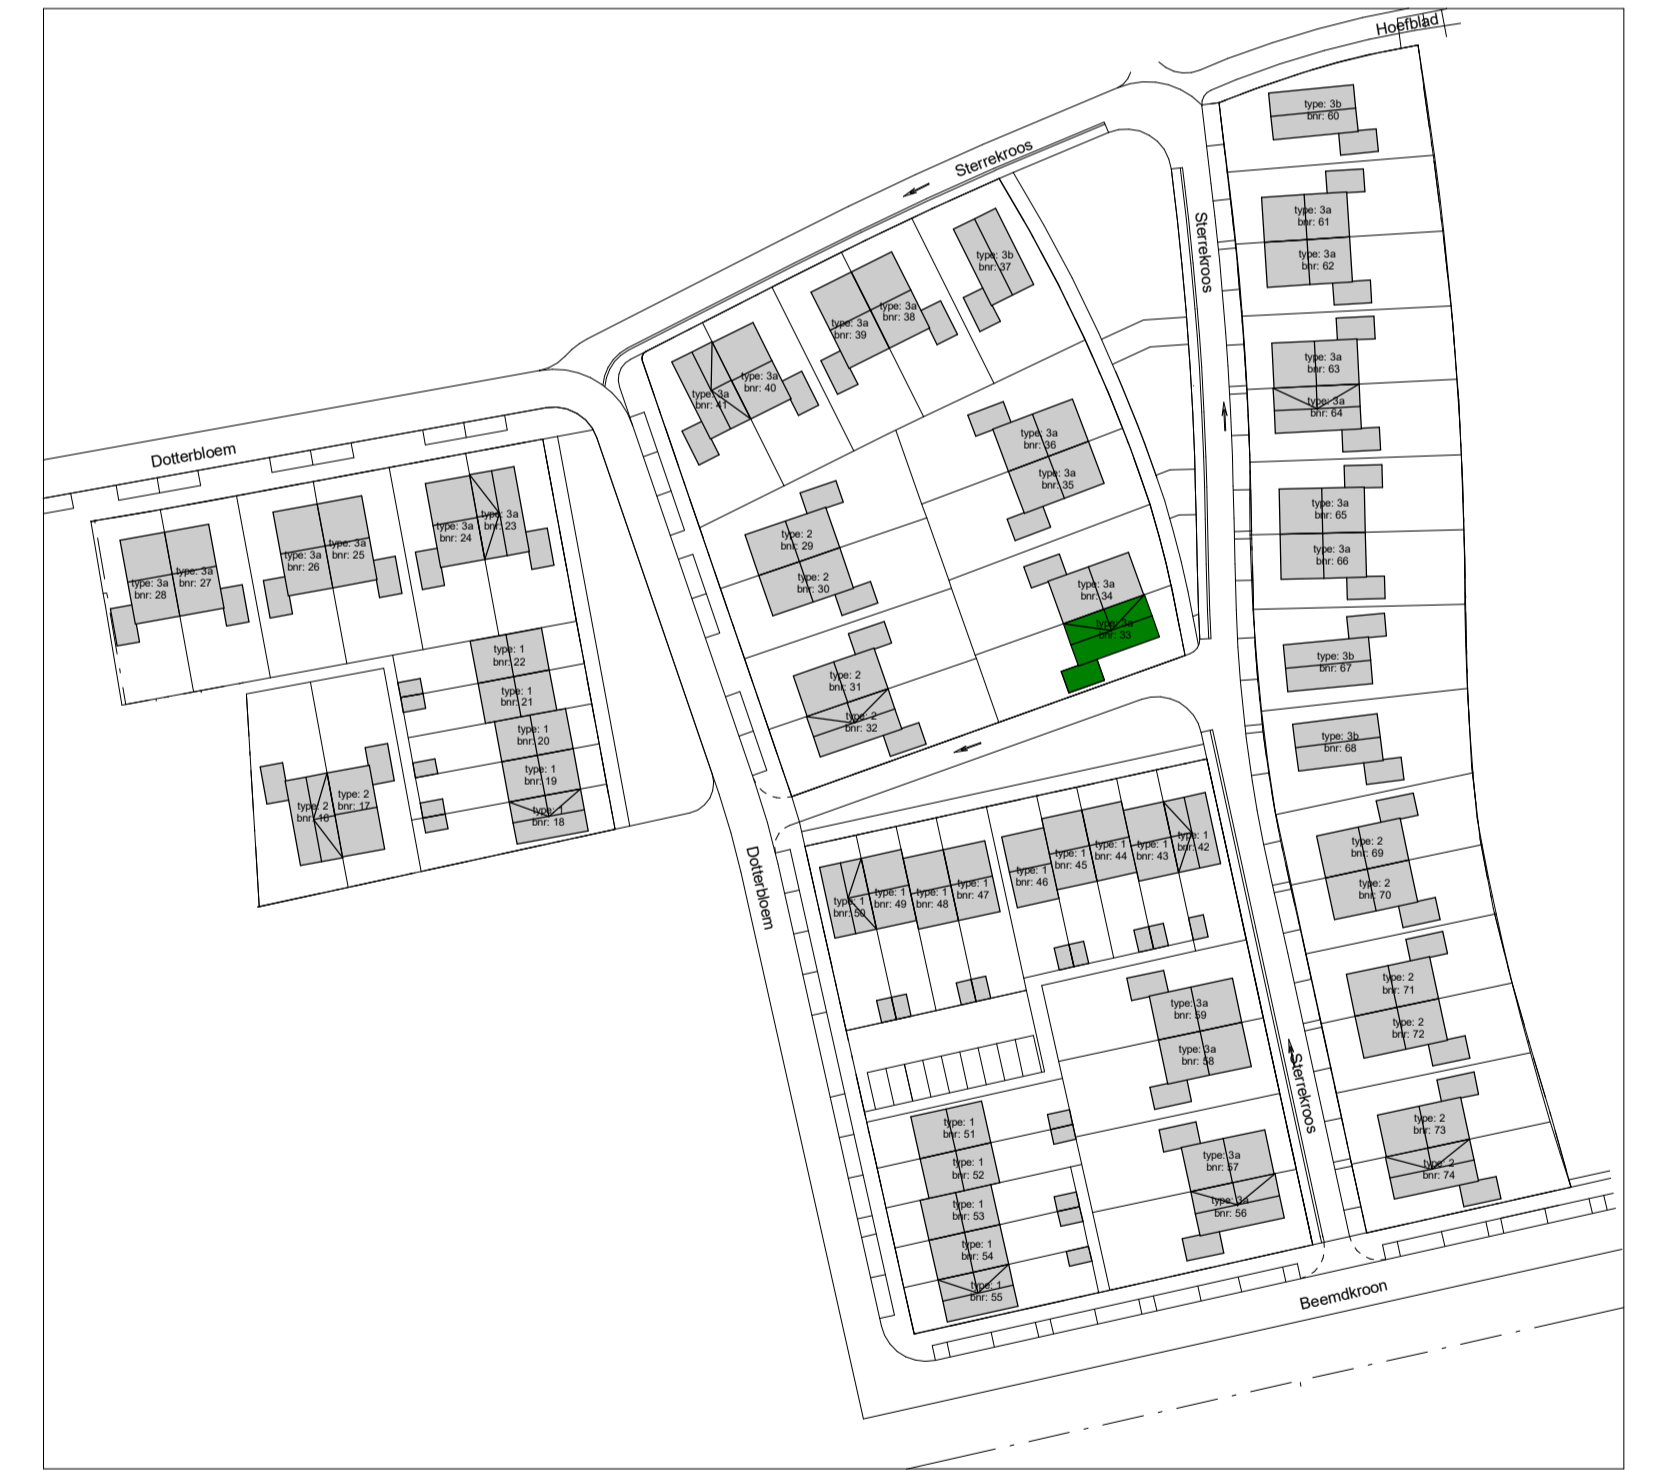 Hoefblad
Sterrekroos
Sterrekroos
Dotterbloem
type: 3b
bnr: 60
type: 3a
bnr: 61
type: 3a
bnr: 62
type: 3a
bnr: 63
type: 3a
bnr: 64
type: 3a
bnr: 65
type: 3a
bnr: 66
type: 3b
bnr: 67
type: 3b
bnr: 68
type: 2
bnr: 69
type: 2
bnr: 70
type: 2
bnr: 71
type: 2
bnr: 72
type: 2
bnr: 73
type: 2
bnr: 74
type: 3b
bnr: 37
type: 3a
bnr: 38
type: 3a
bnr: 39
type: 3a
bnr: 40
type: 3a
bnr: 41
type: 3a
bnr: 36
type: 3a
bnr: 35
type: 3a
bnr: 34
type: 3a
bnr: 33
type: 2
bnr: 29
type: 2
bnr: 30
type: 2
bnr: 31
type: 2
bnr: 32
type: 3a
bnr: 23
type: 3a
bnr: 24
type: 3a
bnr: 25
type: 3a
bnr: 26
type: 3a
bnr: 27
type: 3a
bnr: 28
type: 1
bnr: 22
type: 1
bnr: 21
type: 1
bnr: 20
type: 1
bnr: 19
type: 1
bnr: 18
type: 2
bnr: 17
type: 2
bnr: 16
Dotterbloem
type: 1
bnr: 42
type: 1
bnr: 43
type: 1
bnr: 44
type: 1
bnr: 45
type: 1
bnr: 46
type: 1
bnr: 47
type: 1
bnr: 48
type: 1
bnr: 49
type: 1
bnr: 50
type: 3a
bnr: 59
type: 3a
bnr: 58
type: 3a
bnr: 57
type: 3a
bnr: 56
type: 1
bnr: 51
type: 1
bnr: 52
type: 1
bnr: 53
type: 1
bnr: 54
type: 1
bnr: 55
Sterrekroos
Beemdkroon